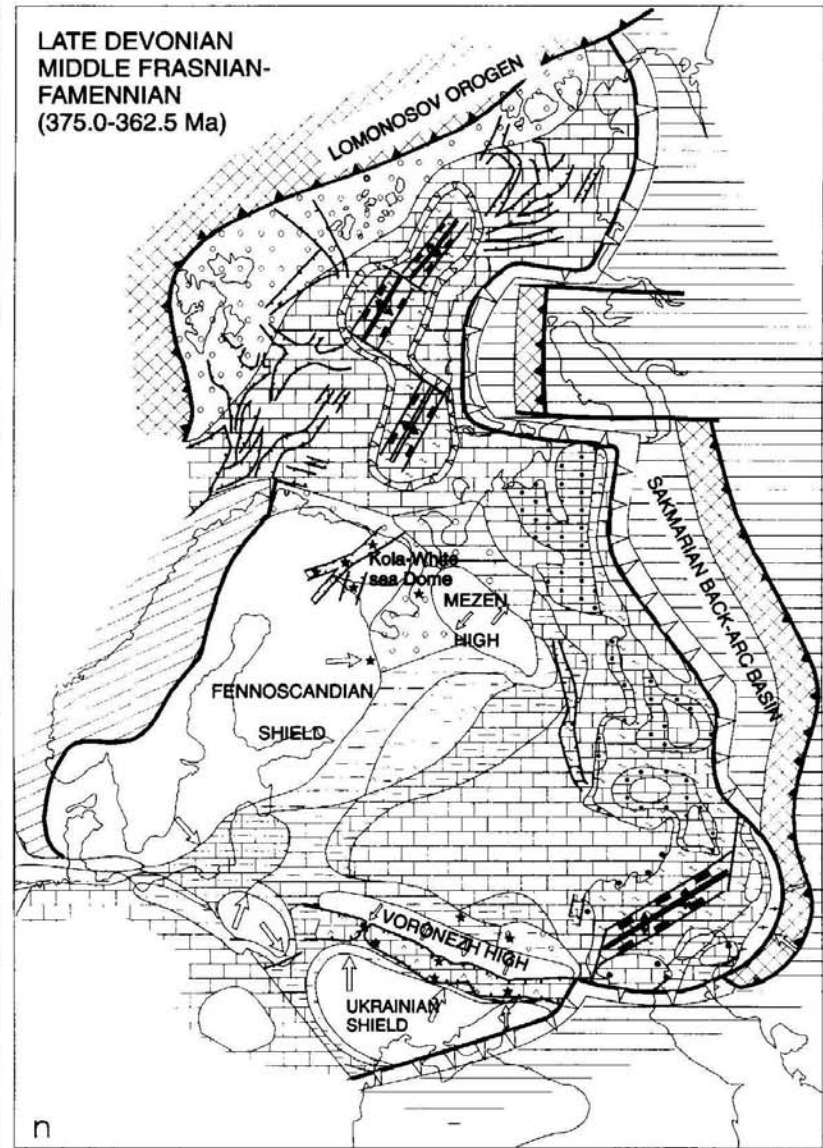 LATE DEVONIAN
MIDDLE FRASNIAN-
FAMENNIAN
(375.0-362.5 Ma)
LOMONOSOV OROGEN
SAKMARIAN BACK-ARC BASIN
Kola-White
sea Dome
MEZEN
HIGH
FENNOSCANDIAN
SHIELD
VORONEZH HIGH
UKRAINIAN
SHIELD
n